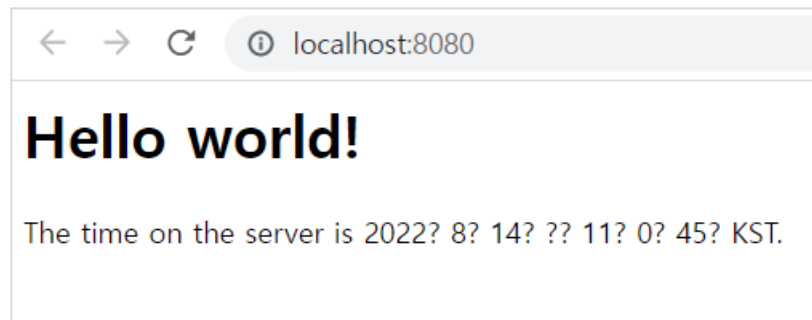 localhost:8080
Hello world!
The time on the server is 2022? 8? 14? ?? 11? 0? 45? KST.